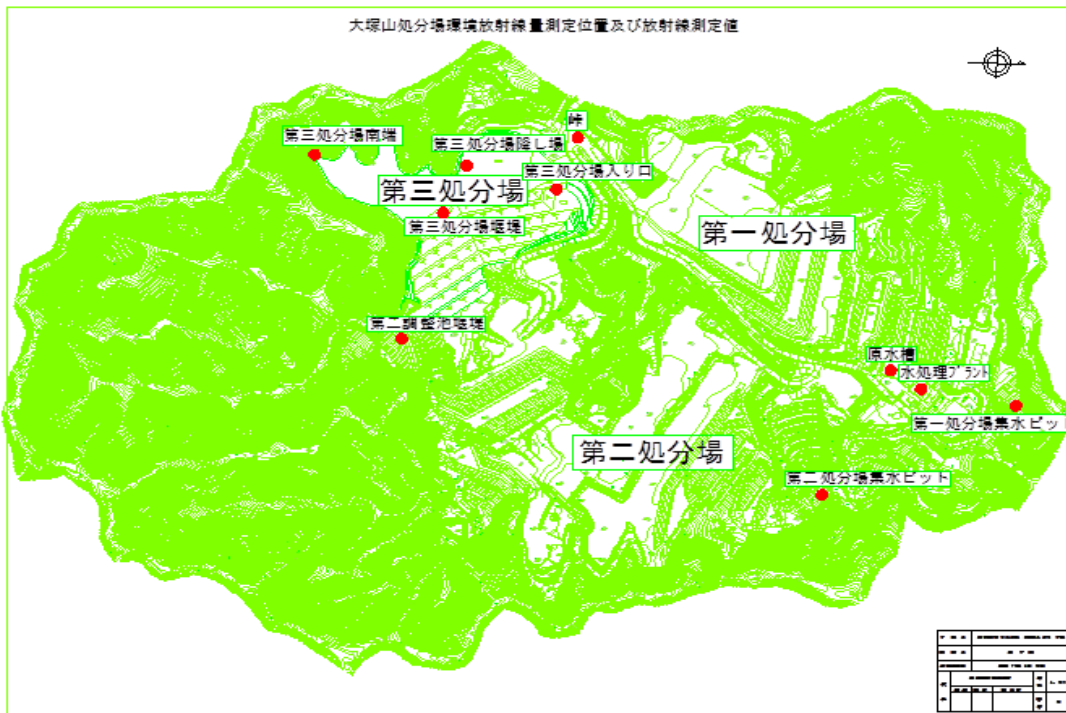 大塚山処分場環境放射線量測定位置及び放射線測定値
峠
第三処分場南端
第三処分場降し場
第三処分場入り口
第三処分場
第三処分場堰堤
第一処分場
第二調整池堰堤
原水槽
水処理プラント
第一処分場集水ピット
第二処分場
第二処分場集水ピット